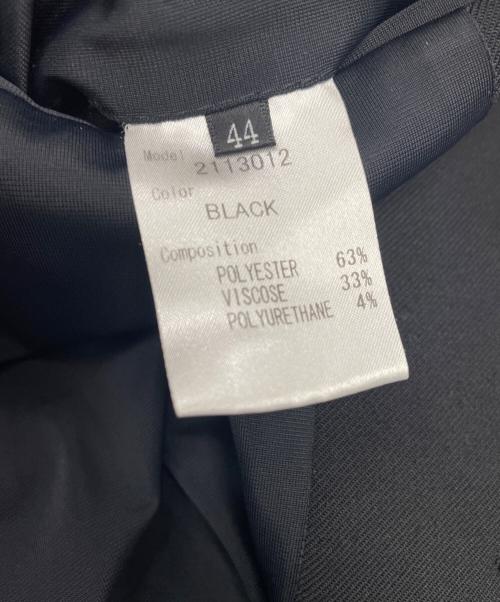 44
Model
2113012
Color
BLACK
Composition
POLYESTER 63%
VISCOSE 33%
POLYURETHANE 4%